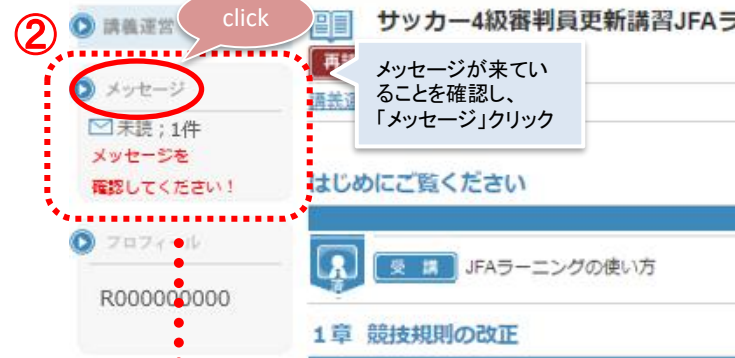 ②
講義運営
click
サッカー4級審判員更新講習JFAラ
再
メッセージ
メッセージが来てい
ることを確認し、
「メッセージ」クリック
講義運
未読；1件
メッセージを
確認してください！
はじめにご覧ください
プロフィール
受 講
JFAラーニングの使い方
R000000000
1章 競技規則の改正